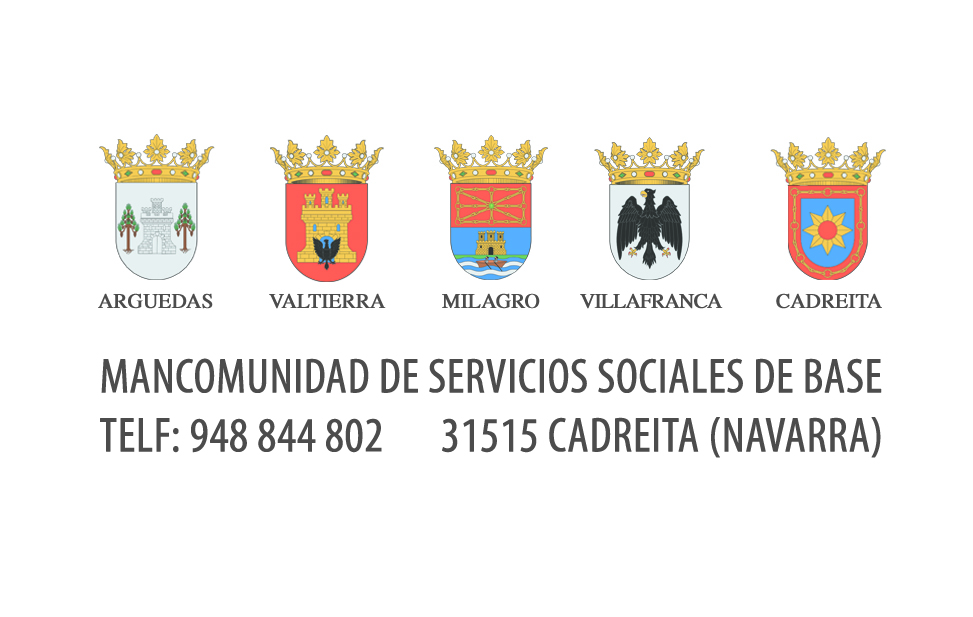 ARGUEDAS VALTIERRA MILAGRO VILLAFRANCA CADREITA
MANCOMUNIDAD DE SERVICIOS SOCIALES DE BASE
TELF: 948 844 802 31515 CADREITA (NAVARRA)